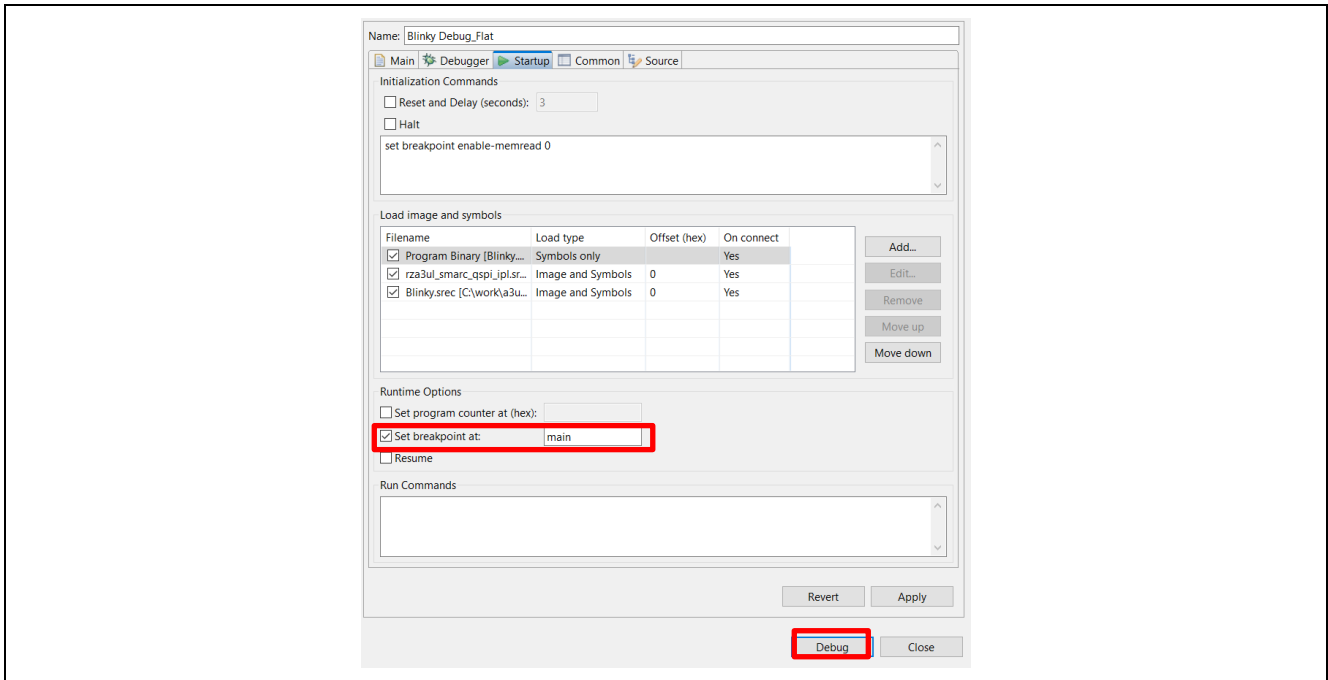 Name: Blinky Debug_Flat
Main Debugger Startup Common Source
Initialization Commands
Reset and Delay (seconds): 3
Halt
set breakpoint enable-memread 0
Load image and symbols
Filename Load type Offset (hex) On connect
Add...
Program Binary [Blinky.... Symbols only Yes
rza3ul_smarc_qspi_ipl.sr... Image and Symbols 0 Yes
Edit...
Blinky.srec [C:\work\a3u... Image and Symbols 0 Yes
Remove
Move up
Move down
Runtime Options
Set program counter at (hex):
Set breakpoint at: main
Resume
Run Commands
Revert Apply
Debug Close